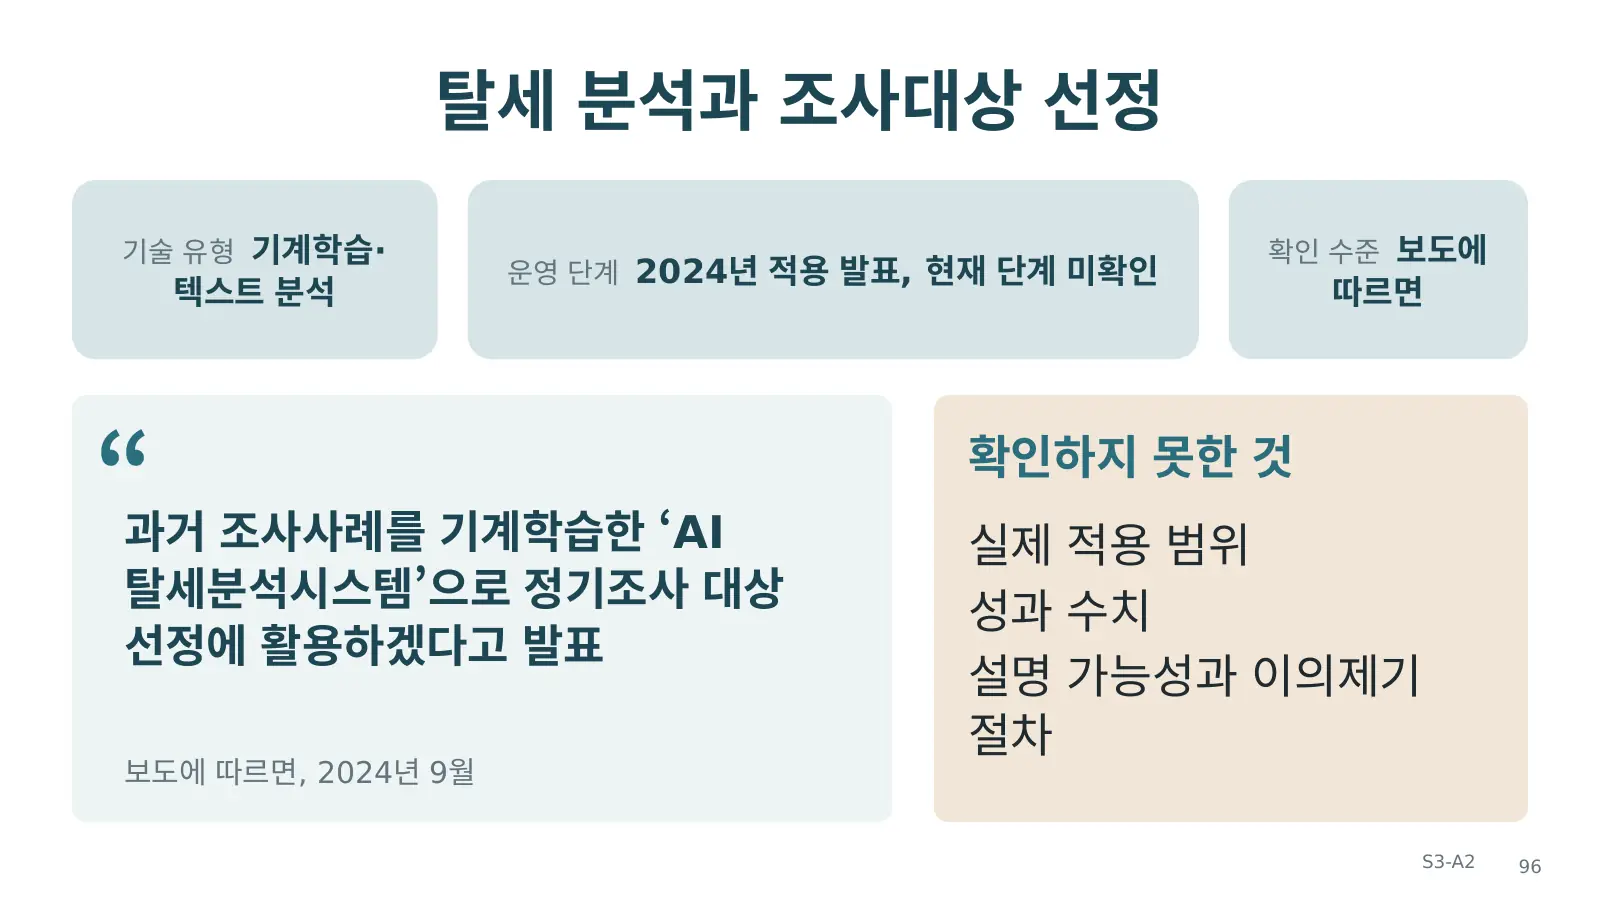 탈세 분석과 조사대상 선정
기술 유형 기계학습·
텍스트 분석
운영 단계 2024년 적용 발표, 현재 단계 미확인
확인 수준 보도에
따르면
“
과거 조사사례를 기계학습한 ‘AI
탈세분석시스템’으로 정기조사 대상
선정에 활용하겠다고 발표
보도에 따르면, 2024년 9월
확인하지 못한 것
실제 적용 범위
성과 수치
설명 가능성과 이의제기
절차
S3-A2
96